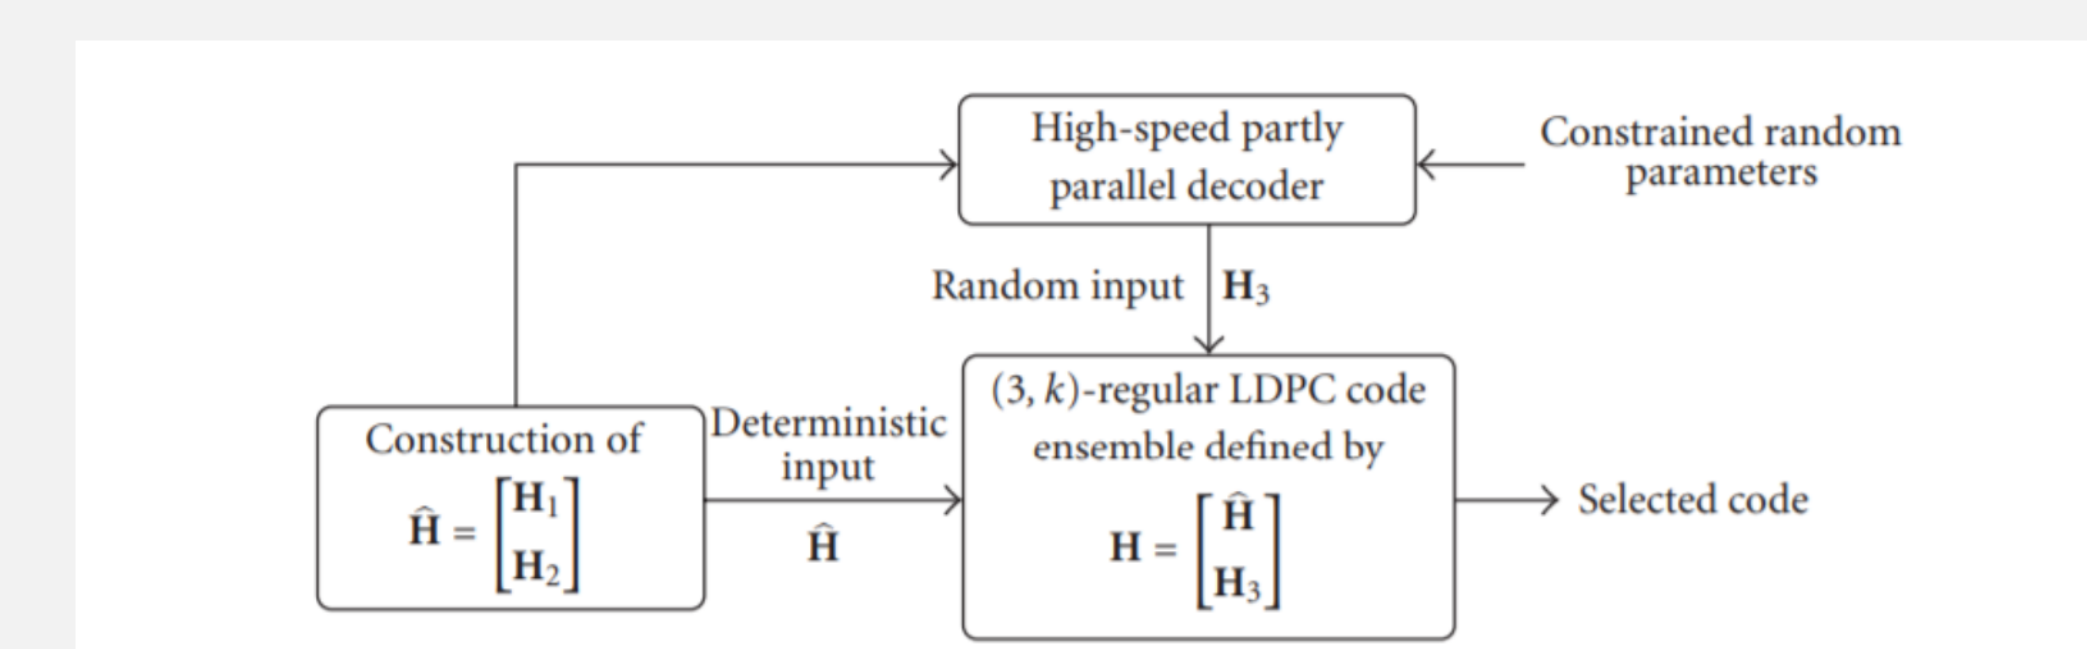 High-speed partly
parallel decoder
Constrained random
parameters
Random input
H₃
Construction of
Ĥ = [H₁
H₂]
Deterministic
input
Ĥ
(3, k)-regular LDPC code
ensemble defined by
H = [Ĥ
H₃]
Selected code